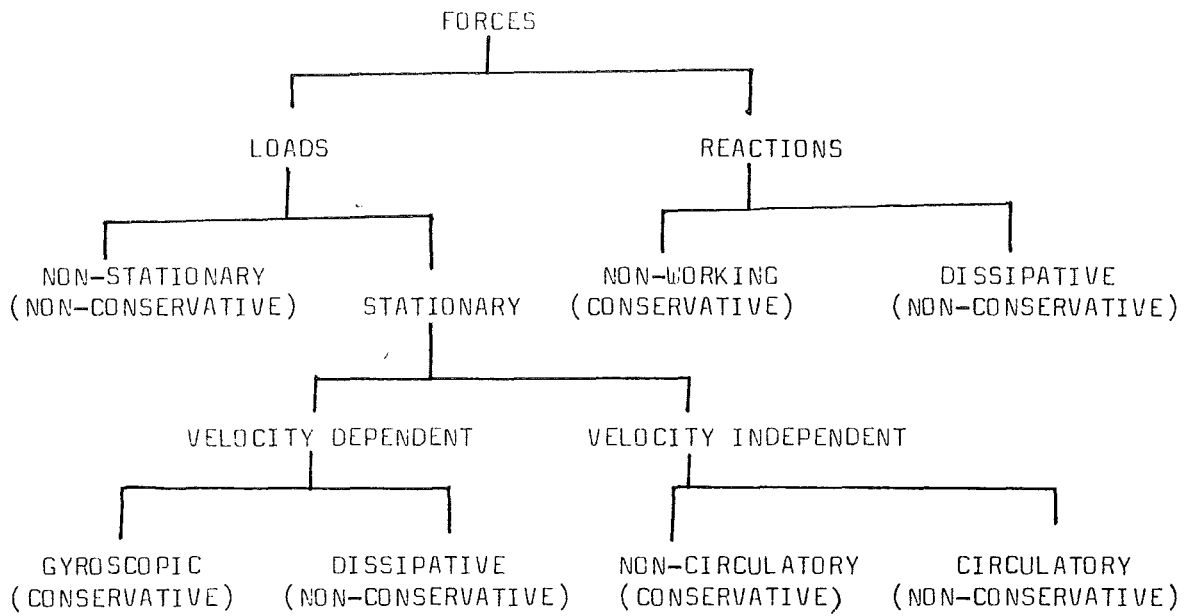 FORCES
LOADS
REACTIONS
NON-STATIONARY
(NON-CONSERVATIVE)
STATIONARY
NON-WORKING
(CONSERVATIVE)
DISSIPATIVE
(NON-CONSERVATIVE)
VELOCITY DEPENDENT
VELOCITY INDEPENDENT
GYROSCOPIC
(CONSERVATIVE)
DISSIPATIVE
(NON-CONSERVATIVE)
NON-CIRCULATORY
(CONSERVATIVE)
CIRCULATORY
(NON-CONSERVATIVE)